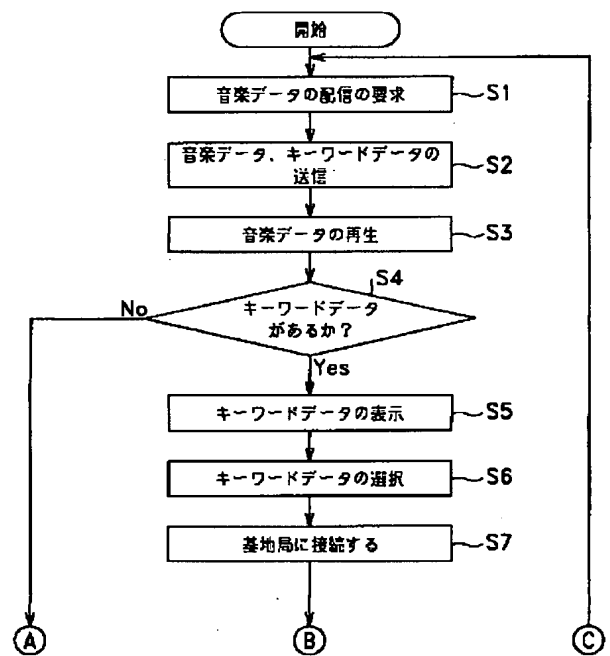 開始
音楽データの配信の要求
S1
音楽データ、キーワードデータの
送信
S2
音楽データの再生
S3
S4
キーワードデータ
があるか？
No
Yes
キーワードデータの表示
S5
キーワードデータの選択
S6
基地局に接続する
S7
A
B
C